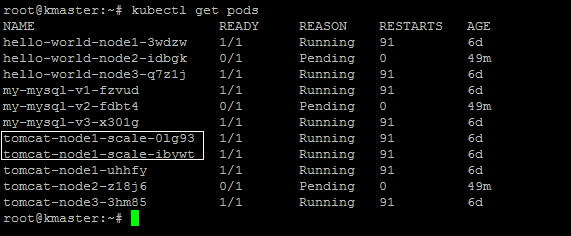 root@kmaster:~# kubectl get pods
NAME READY REASON RESTARTS AGE
hello-world-node1-3wdzw 1/1 Running 91 6d
hello-world-node2-idbgk 0/1 Pending 0 49m
hello-world-node3-q7z1j 1/1 Running 91 6d
my-mysql-v1-fzvud 1/1 Running 91 6d
my-mysql-v2-fdbt4 0/1 Pending 0 49m
my-mysql-v3-x301g 1/1 Running 91 6d
tomcat-node1-scale-0lg93 1/1 Running 91 6d
tomcat-node1-scale-ibywt 1/1 Running 91 6d
tomcat-node1-uhhfy 1/1 Running 91 6d
tomcat-node2-z18j6 0/1 Pending 0 49m
tomcat-node3-3hm85 1/1 Running 91 6d
root@kmaster:~#